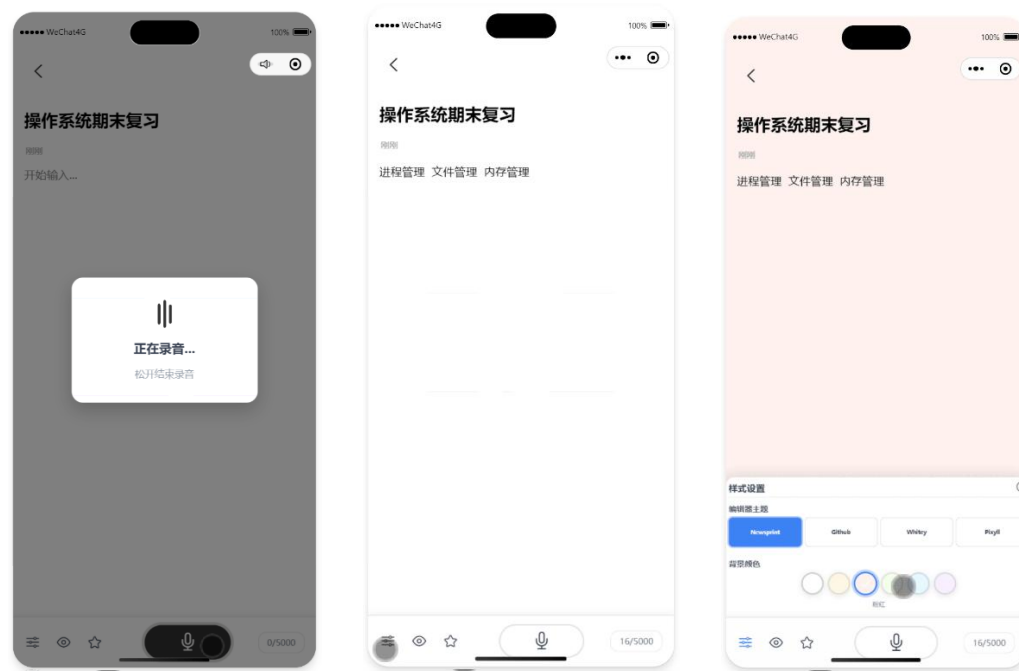 WeChat4G
100%
操作系统期末复习
刚刚
开始输入...
正在录音...
松开结束录音
0/5000
WeChat4G
100%
操作系统期末复习
刚刚
进程管理 文件管理 内存管理
16/5000
WeChat4G
100%
操作系统期末复习
刚刚
进程管理 文件管理 内存管理
样式设置
编辑器主题
Newsprint Github Whitey Pixyll
背景颜色
粉红
16/5000